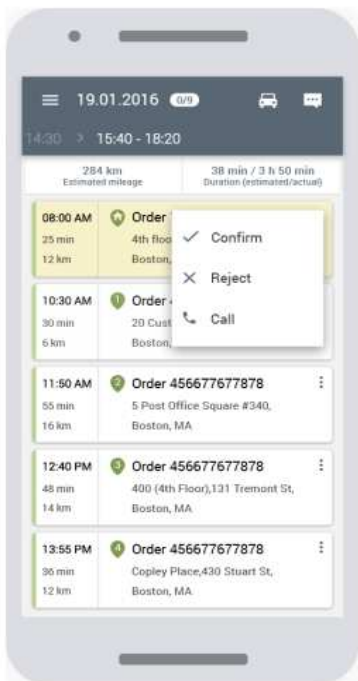 19.01.2016 0/9
14:30 > 15:40 - 18:20
284 km 38 min / 3 h 50 min
Estimated mileage Duration (estimated/actual)
08:00 AM Order
25 min 4th floo
12 km Boston,
Confirm
Reject
Call
10:30 AM 1 Order
30 min 20 Cust
6 km Boston,
11:50 AM 2 Order 456677677878
55 min 5 Post Office Square #340,
16 km Boston, MA
12:40 PM 3 Order 456677677878
48 min 400 (4th Floor),131 Tremont St,
14 km Boston, MA
13:55 PM 4 Order 456677677878
36 min Copley Place,430 Stuart St,
12 km Boston, MA